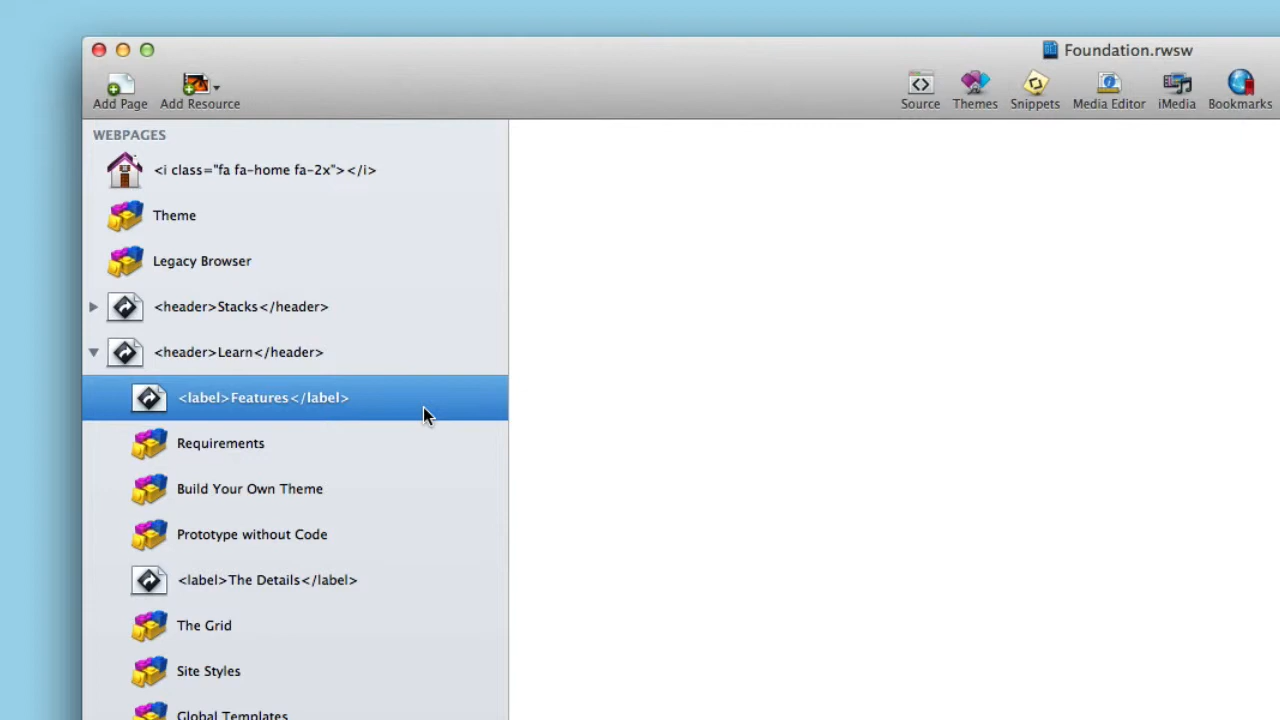 Foundation.rwsw
Add Page
Add Resource
Source
Themes
Snippets
Media Editor
iMedia
Bookmarks
WEBPAGES
<i class="fa fa-home fa-2x"></i>
Theme
Legacy Browser
<header>Stacks</header>
<header>Learn</header>
<label>Features</label>
Requirements
Build Your Own Theme
Prototype without Code
<label>The Details</label>
The Grid
Site Styles
Global Templates